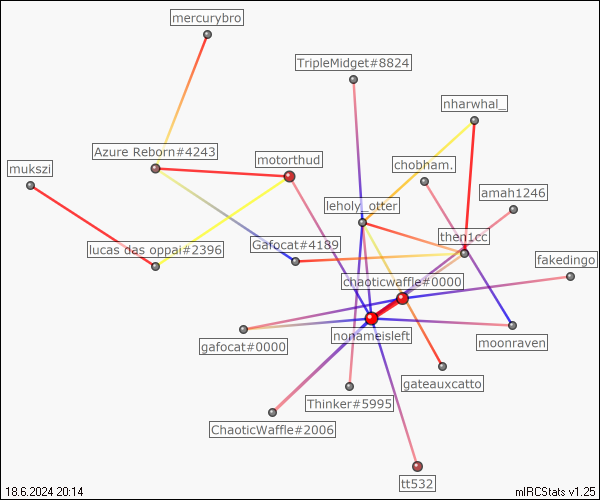 mercurybro
TripleMidget#8824
nharwhal_
Azure Reborn#4243
motorthud
chobham.
mukszi
amah1246
leholy_otter
then1cc
lucas das oppai#2396
Gafocat#4189
fakedingo
chaoticwaffle#0000
nonameisleft
gafocat#0000
moonraven
gateauxcatto
Thinker#5995
ChaoticWaffle#2006
tt532
18.6.2024 20:14
mIRCStats v1.25